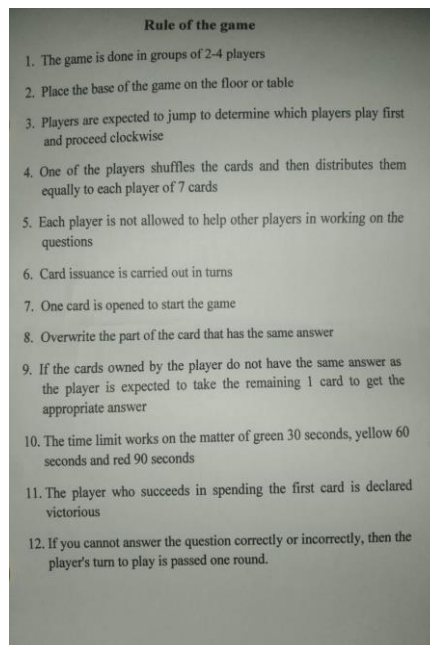 Rule of the game
1. The game is done in groups of 2-4 players
2. Place the base of the game on the floor or table
3. Players are expected to jump to determine which players play first
and proceed clockwise
4. One of the players shuffles the cards and then distributes them
equally to each player of 7 cards
5. Each player is not allowed to help other players in working on the
questions
6. Card issuance is carried out in turns
7. One card is opened to start the game
8. Overwrite the part of the card that has the same answer
9. If the cards owned by the player do not have the same answer as
the player is expected to take the remaining 1 card to get the
appropriate answer
10. The time limit works on the matter of green 30 seconds, yellow 60
seconds and red 90 seconds
11. The player who succeeds in spending the first card is declared
victorious
12. If you cannot answer the question correctly or incorrectly, then the
player's turn to play is passed one round.